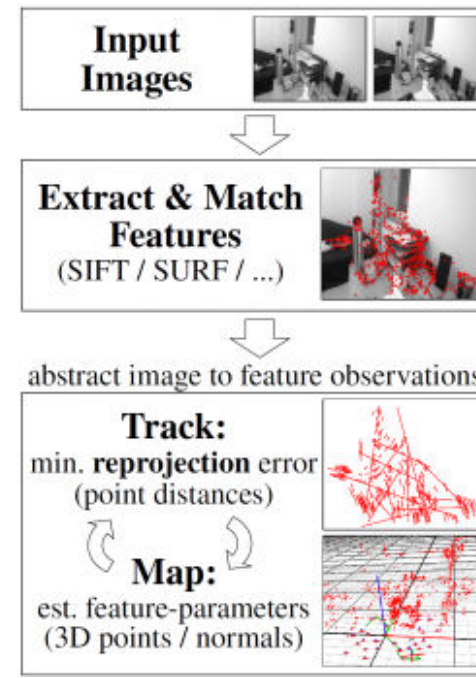 Input
Images
Extract & Match
Features
(SIFT / SURF / ...)
abstract image to feature observations
Track:
min. reprojection error
(point distances)
Map:
est. feature-parameters
(3D points / normals)